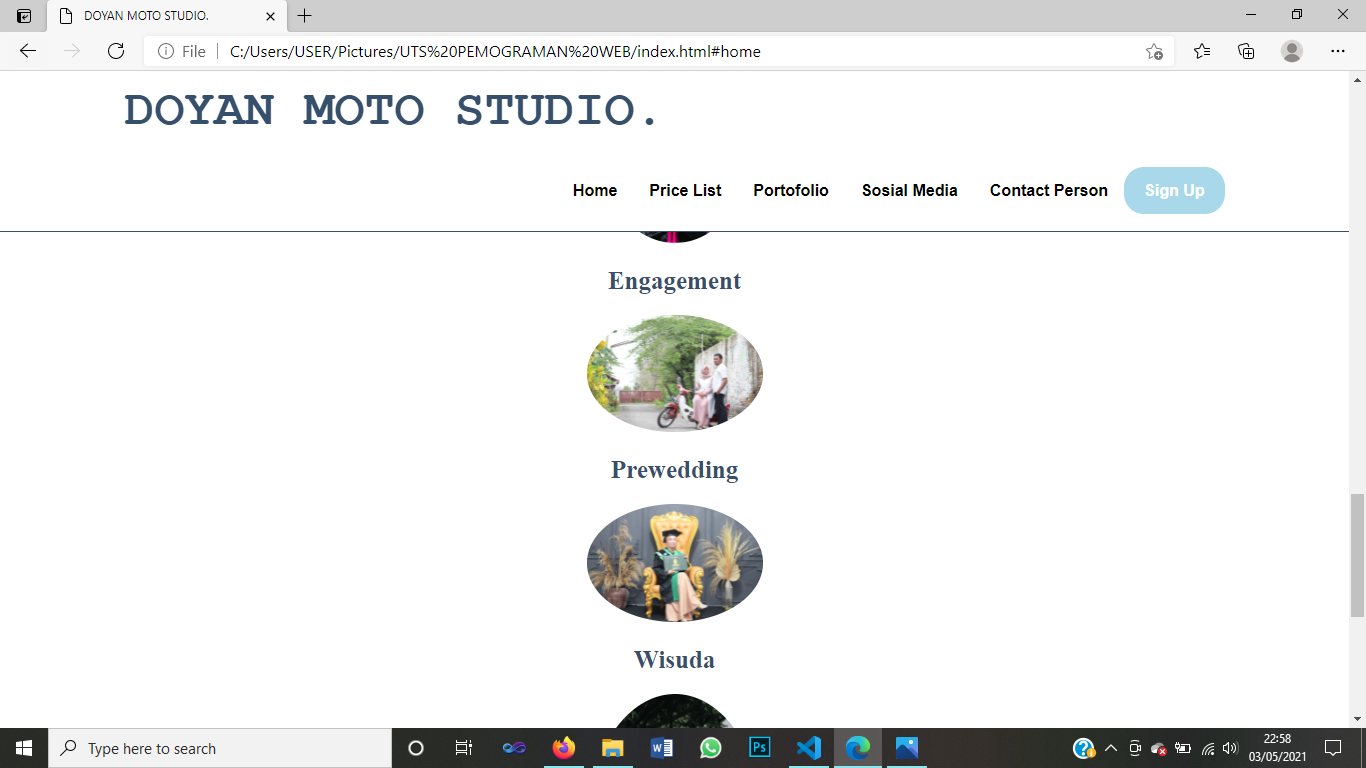 DOYAN MOTO STUDIO.
File
C:/Users/USER/Pictures/UTS%20PEMOGRAMAN%20WEB/index.html#home
DOYAN MOTO STUDIO.
Home Price List Portofolio Sosial Media Contact Person Sign Up
Engagement
Prewedding
Wisuda
Type here to search
Ps
22:58
03/05/2021